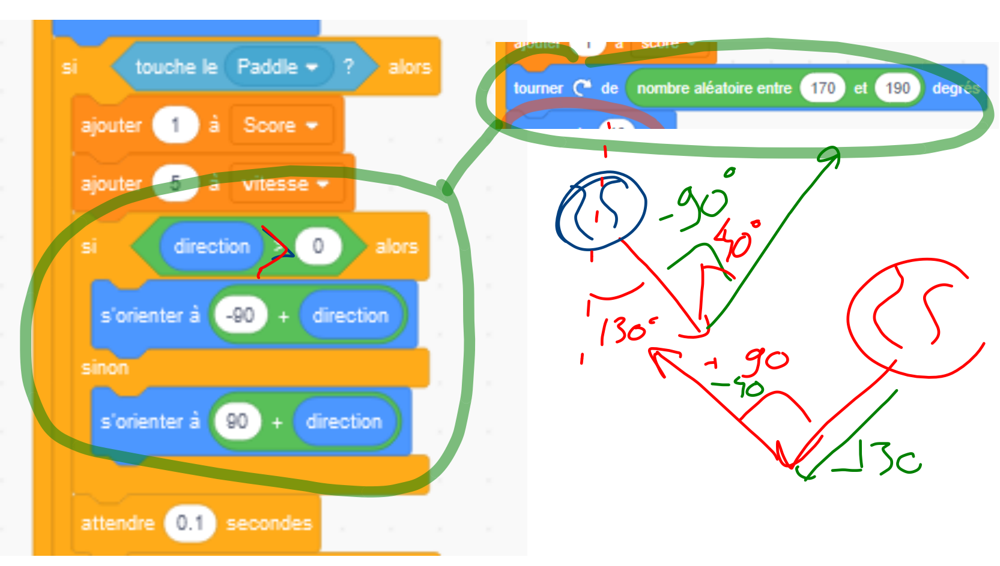 si touche le Paddle ? alors
ajouter 1 à Score
ajouter 5 à vitesse
si direction > 0 alors
s'orienter à -90 + direction
sinon
s'orienter à 90 + direction
attendre 0.1 secondes
ajouter 1 à score
tourner de nombre aléatoire entre 170 et 190 degrés
-90°
40°
130°
+ 90
-130